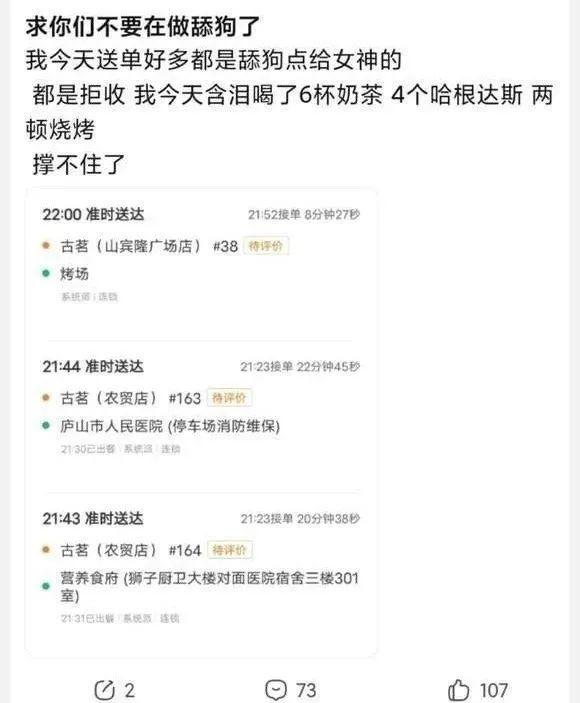 求你们不要在做舔狗了
我今天送单好多都是舔狗点给女神的
都是拒收 我今天含泪喝了6杯奶茶 4个哈根达斯 两
顿烧烤
撑不住了
22:00 准时送达 21:52接单 8分钟27秒
古茗（山宾隆广场店） #38 待评价
烤场
系统派 | 连锁
21:44 准时送达 21:23接单 22分钟45秒
古茗（农贸店） #163 待评价
庐山市人民医院 (停车场消防维保)
21:30已出餐 | 系统派 | 连锁
21:43 准时送达 21:23接单 20分钟38秒
古茗（农贸店） #164 待评价
营养食府 (狮子厨卫大楼对面医院宿舍三楼301
室)
21:31已出餐 | 系统派 | 连锁
2 73 107